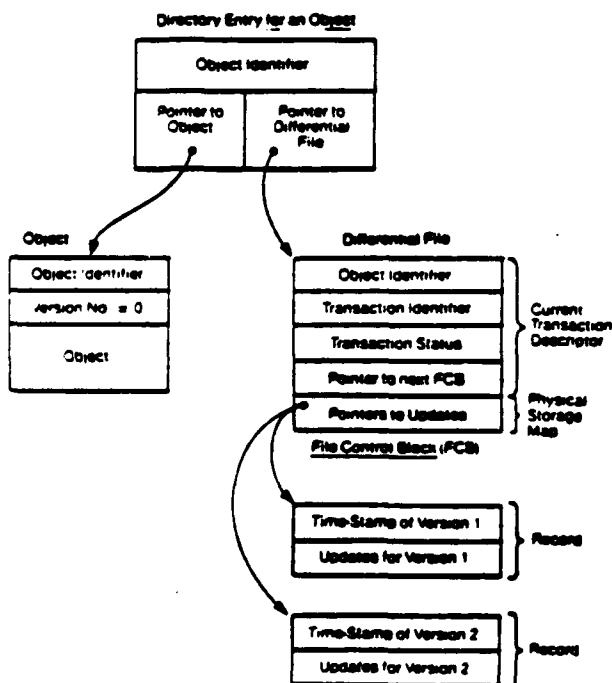 Directory Entry for an Object
Object Identifier
Pointer to
Object
Pointer to
Differential
File
Object
Object Identifier
Version No. = 0
Object
Differential File
Object Identifier
Transaction Identifier
Transaction Status
Pointer to next FCB
Pointers to Updates
Current
Transaction
Descriptor
Physical
Storage
Map
File Control Block (FCB)
Time-Stamp of Version 1
Updates for Version 1
Record
Time-Stamp of Version 2
Updates for Version 2
Record